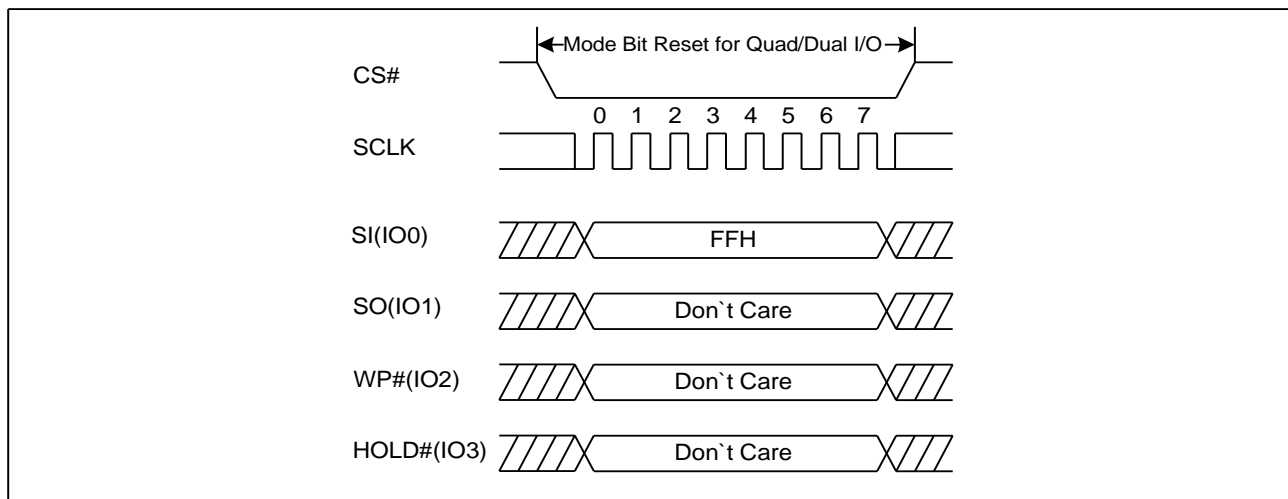 Mode Bit Reset for Quad/Dual I/O
CS#
0 1 2 3 4 5 6 7
SCLK
SI(IO0) FFH
SO(IO1) Don`t Care
WP#(IO2) Don`t Care
HOLD#(IO3) Don`t Care